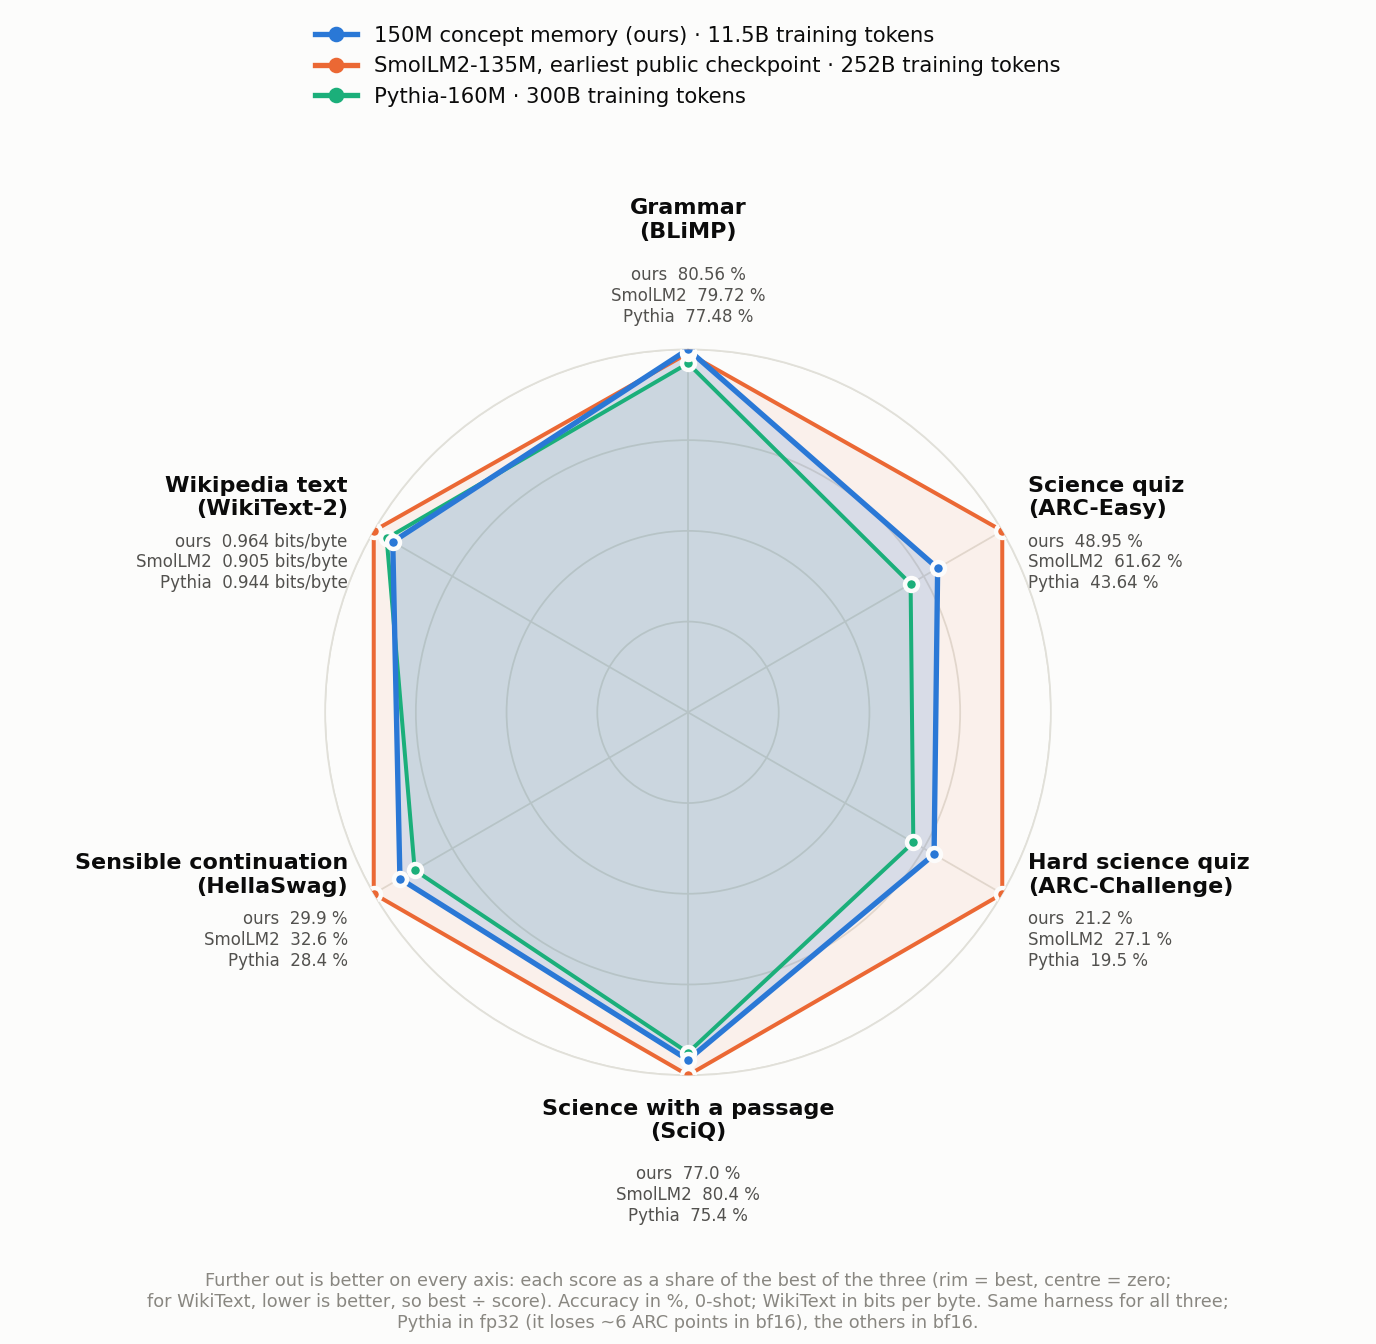 150M concept memory (ours) · 11.5B training tokens
SmolLM2-135M, earliest public checkpoint · 252B training tokens
Pythia-160M · 300B training tokens
Grammar
(BLiMP)
ours 80.56 %
SmolLM2 79.72 %
Pythia 77.48 %
Wikipedia text
(WikiText-2)
ours 0.964 bits/byte
SmolLM2 0.905 bits/byte
Pythia 0.944 bits/byte
Science quiz
(ARC-Easy)
ours 48.95 %
SmolLM2 61.62 %
Pythia 43.64 %
Sensible continuation
(HellaSwag)
ours 29.9 %
SmolLM2 32.6 %
Pythia 28.4 %
Hard science quiz
(ARC-Challenge)
ours 21.2 %
SmolLM2 27.1 %
Pythia 19.5 %
Science with a passage
(SciQ)
ours 77.0 %
SmolLM2 80.4 %
Pythia 75.4 %
Further out is better on every axis: each score as a share of the best of the three (rim = best, centre = zero;
for WikiText, lower is better, so best ÷ score). Accuracy in %, 0-shot; WikiText in bits per byte. Same harness for all three;
Pythia in fp32 (it loses ~6 ARC points in bf16), the others in bf16.